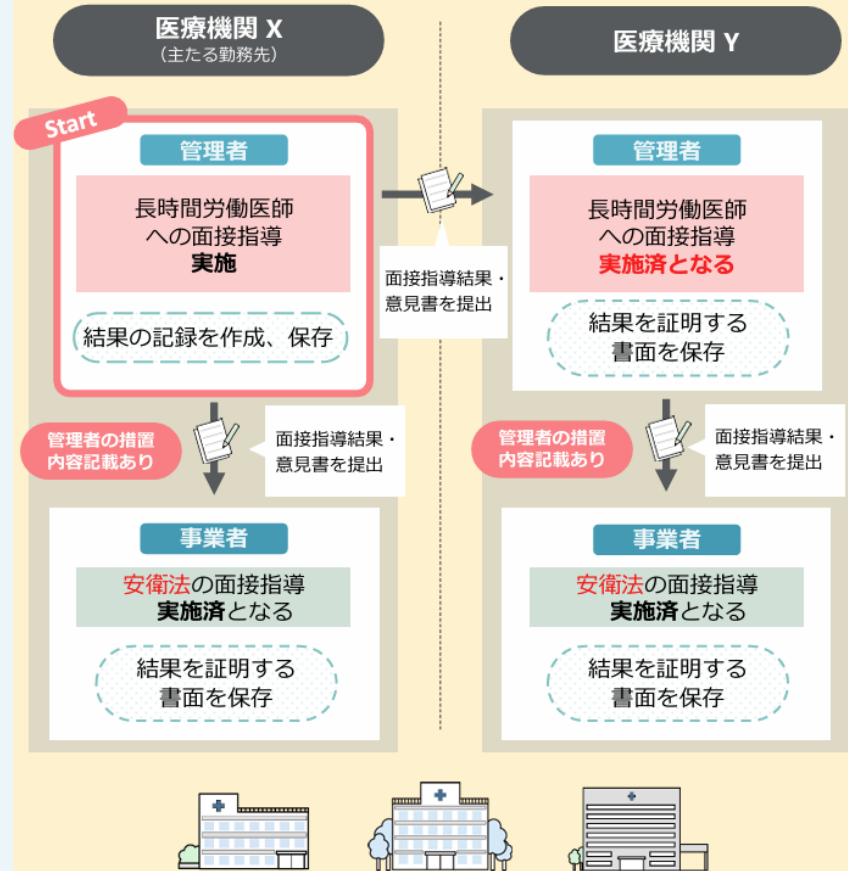 医療機関 X
（主たる勤務先）
Start
管理者
長時間労働医師
への面接指導
実施
結果の記録を作成、保存
管理者の措置
内容記載あり
面接指導結果・
意見書を提出
事業者
安衛法の面接指導
実施済となる
結果を証明する
書面を保存
面接指導結果・
意見書を提出
医療機関 Y
管理者
長時間労働医師
への面接指導
実施済となる
結果を証明する
書面を保存
管理者の措置
内容記載あり
面接指導結果・
意見書を提出
事業者
安衛法の面接指導
実施済となる
結果を証明する
書面を保存